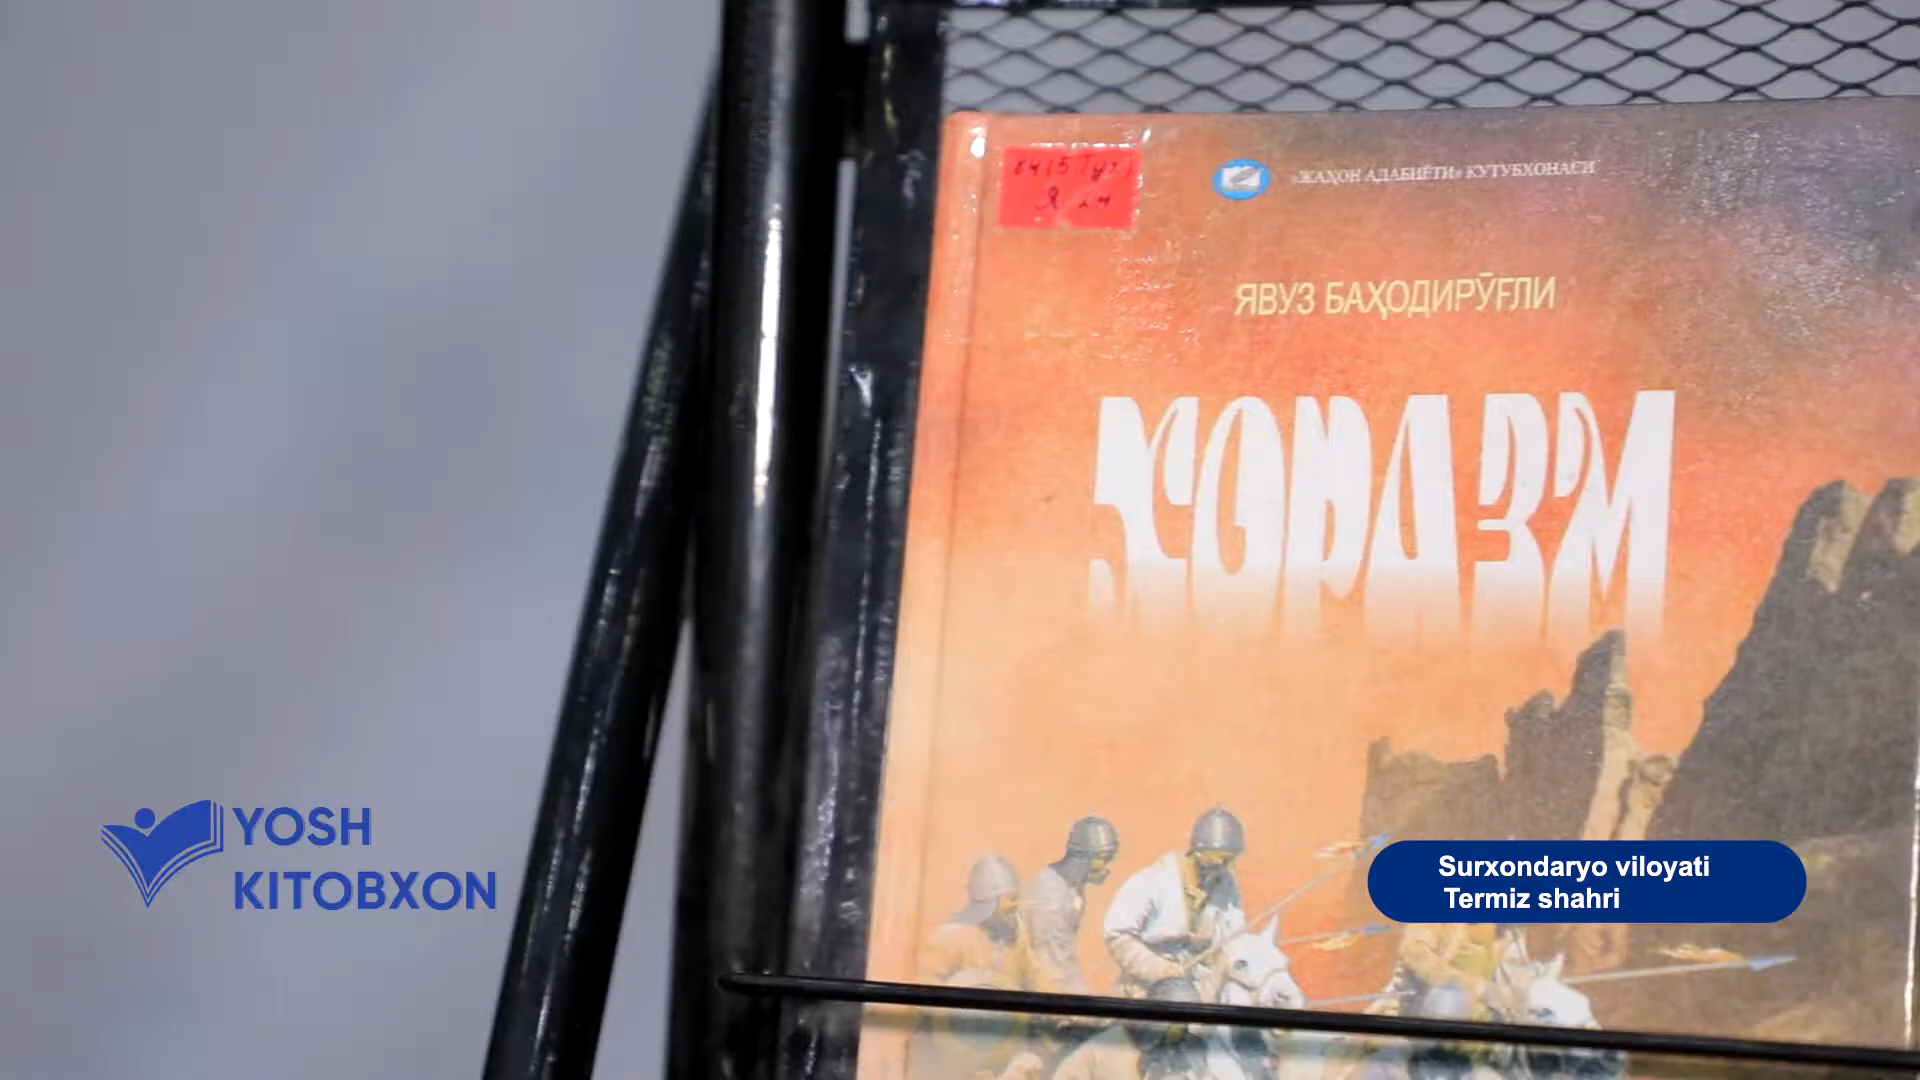 «ЖАҲОН АДАБИЁТИ» КУТУБХОНАСИ
ЯВУЗ БАҲОДИРЎҒЛИ
ХОРАЗМ
YOSH
KITOBXON
Surxondaryo viloyati
Termiz shahri